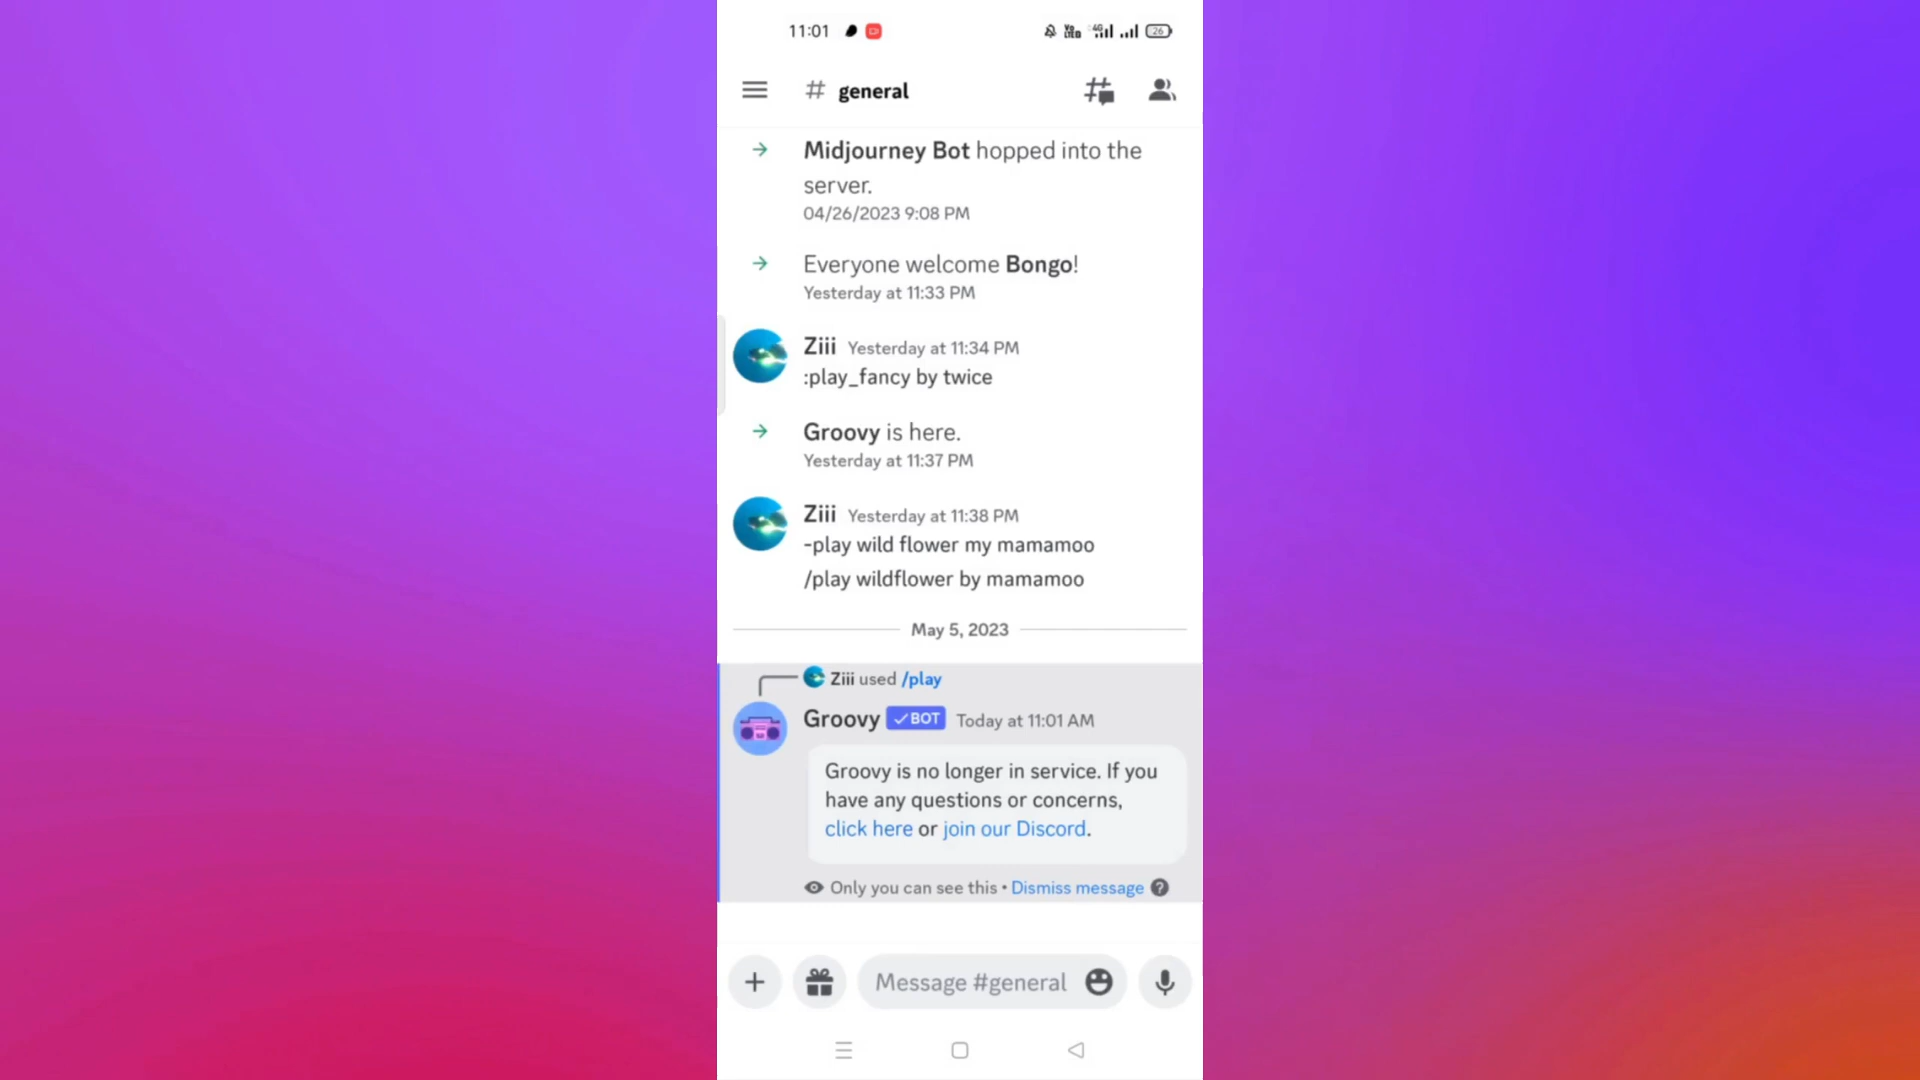 11:01
4G
26
# general
Midjourney Bot hopped into the
server.
04/26/2023 9:08 PM
Everyone welcome Bongo!
Yesterday at 11:33 PM
Ziii Yesterday at 11:34 PM
:play_fancy by twice
Groovy is here.
Yesterday at 11:37 PM
Ziii Yesterday at 11:38 PM
-play wild flower my mamamoo
/play wildflower by mamamoo
May 5, 2023
Ziii used /play
Groovy BOT Today at 11:01 AM
Groovy is no longer in service. If you
have any questions or concerns,
click here or join our Discord.
Only you can see this • Dismiss message ?
Message #general